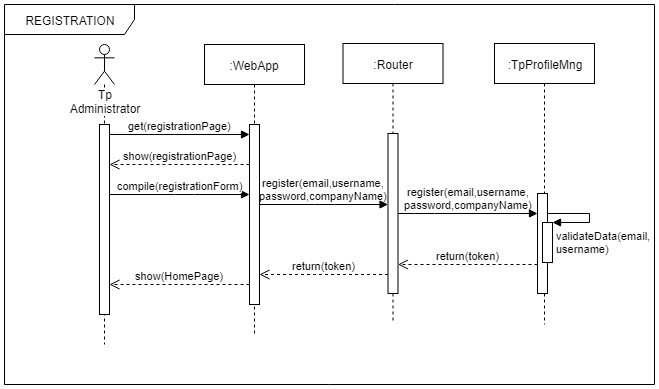 REGISTRATION
:WebApp
:Router
:TpProfileMng
Tp
Administrator
get(registrationPage)
show(registrationPage)
compile(registrationForm)
register(email,username,
password,companyName)
register(email,username,
password,companyName)
validateData(email,
username)
return(token)
return(token)
show(HomePage)